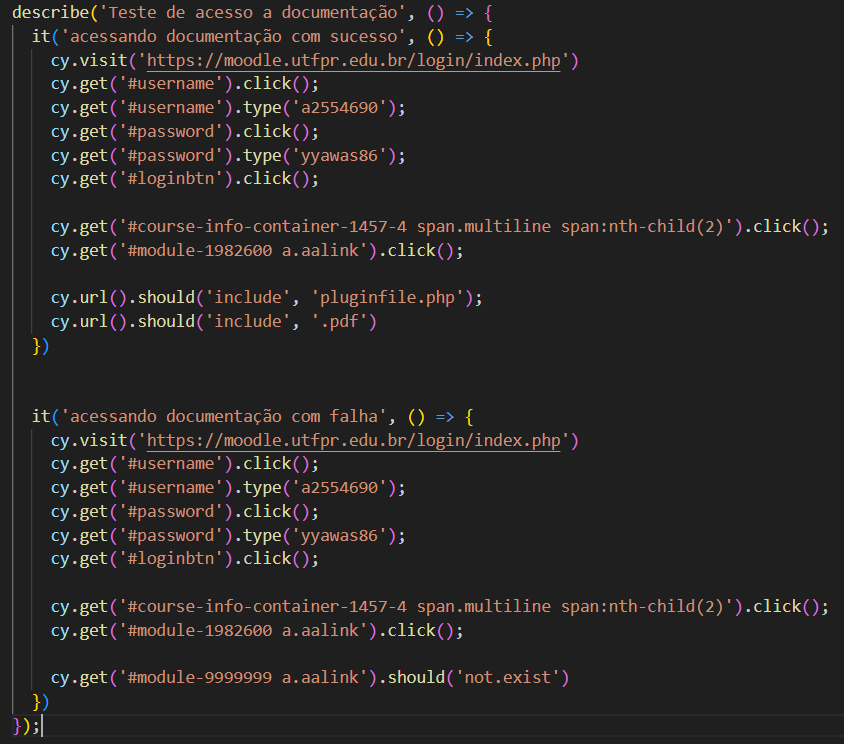 describe('Teste de acesso a documentação', () => {
it('acessando documentação com sucesso', () => {
cy.visit('https://moodle.utfpr.edu.br/login/index.php')
cy.get('#username').click();
cy.get('#username').type('a2554690');
cy.get('#password').click();
cy.get('#password').type('yyawas86');
cy.get('#loginbtn').click();
cy.get('#course-info-container-1457-4 span.multiline span:nth-child(2)').click();
cy.get('#module-1982600 a.aalink').click();
cy.url().should('include', 'pluginfile.php');
cy.url().should('include', '.pdf')
})
it('acessando documentação com falha', () => {
cy.visit('https://moodle.utfpr.edu.br/login/index.php')
cy.get('#username').click();
cy.get('#username').type('a2554690');
cy.get('#password').click();
cy.get('#password').type('yyawas86');
cy.get('#loginbtn').click();
cy.get('#course-info-container-1457-4 span.multiline span:nth-child(2)').click();
cy.get('#module-1982600 a.aalink').click();
cy.get('#module-9999999 a.aalink').should('not.exist')
})
});